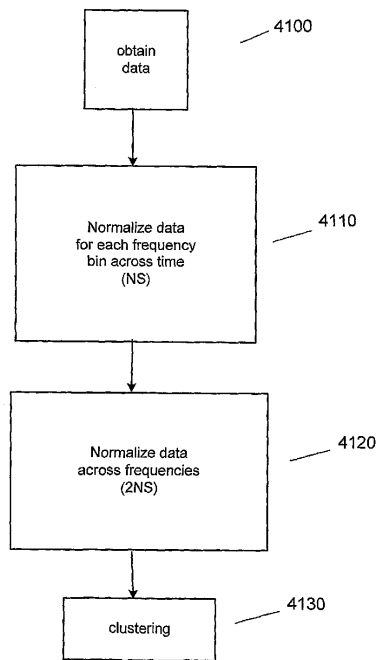 obtain
data
4100
Normalize data
for each frequency
bin across time
(NS)
4110
Normalize data
across frequencies
(2NS)
4120
clustering
4130